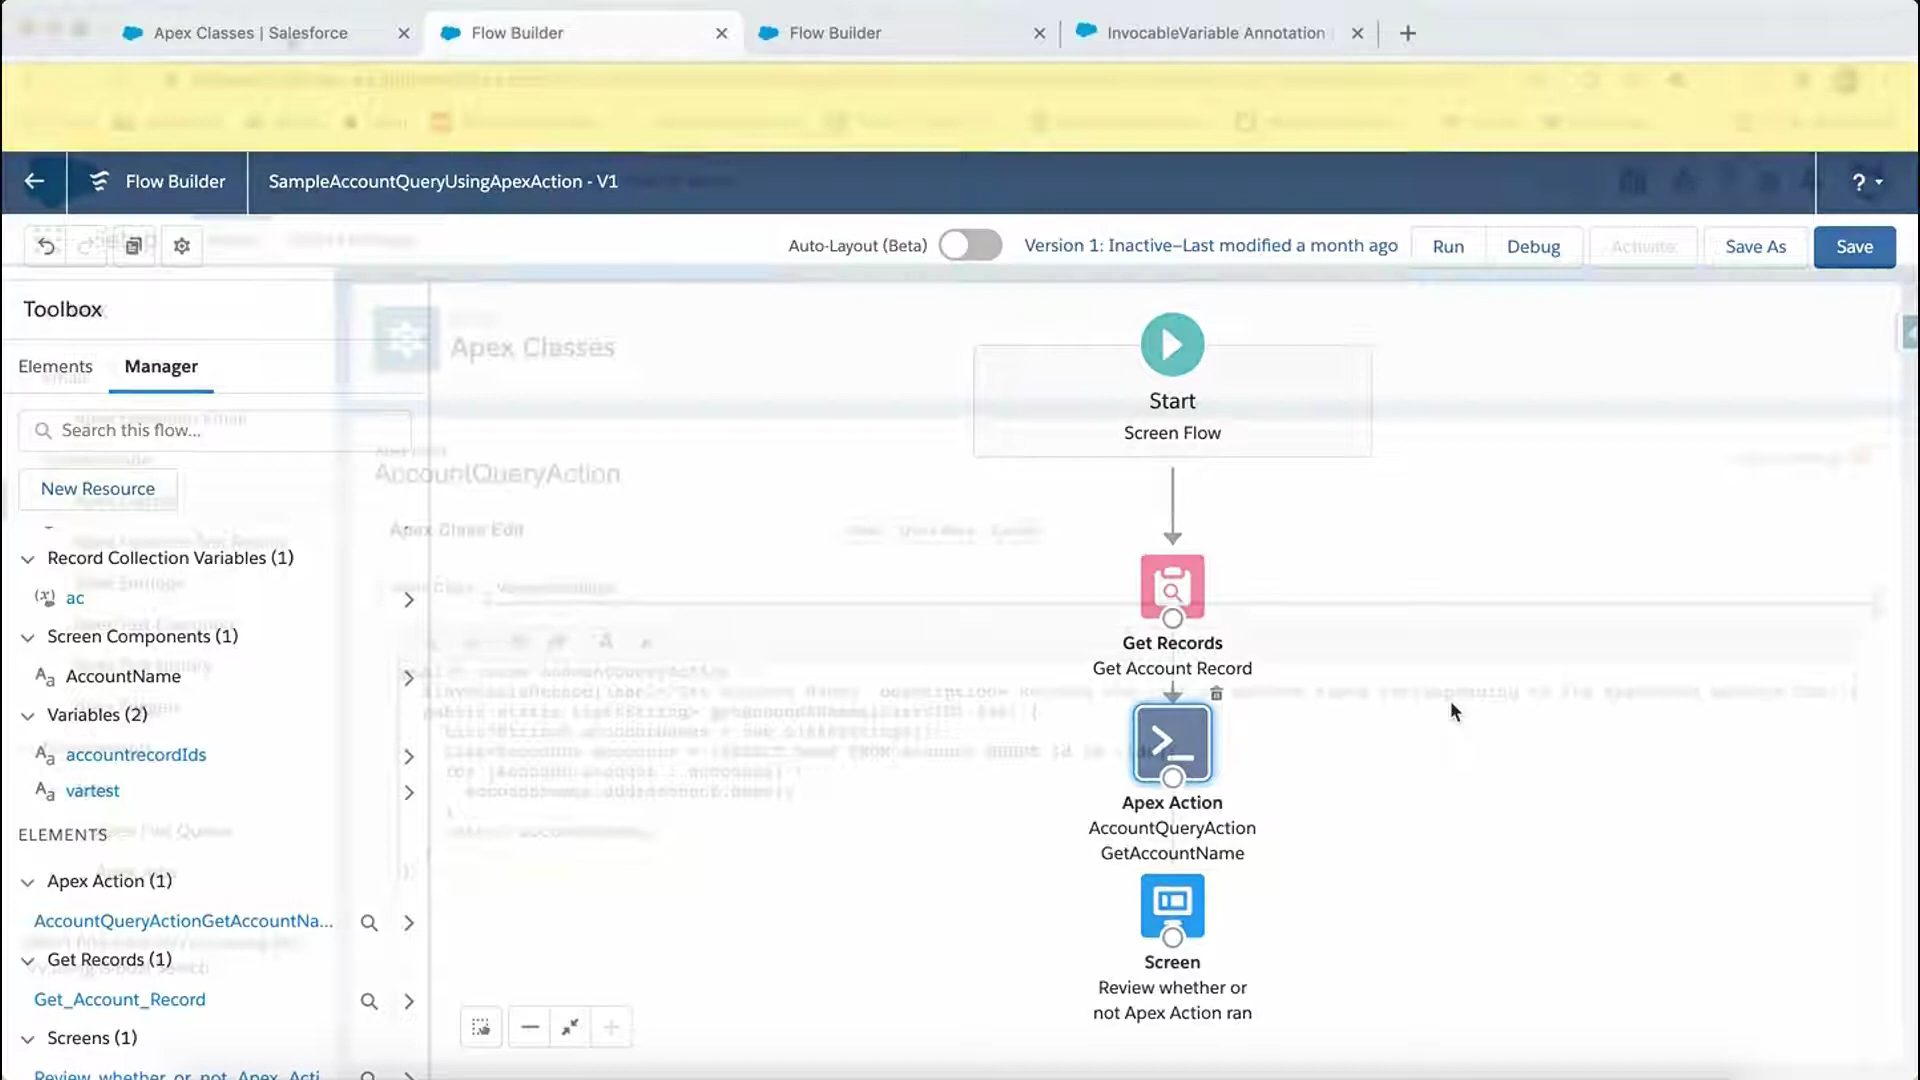 Apex Classes | Salesforce
Flow Builder
Flow Builder
InvocableVariable Annotation
Flow Builder
SampleAccountQueryUsingApexAction - V1
?
Auto-Layout (Beta)
Version 1: Inactive–Last modified a month ago
Run
Debug
Activate
Save As
Save
Toolbox
Elements
Manager
Search this flow...
New Resource
Record Collection Variables (1)
ac
Screen Components (1)
AccountName
Variables (2)
accountrecordIds
vartest
ELEMENTS
Apex Action (1)
AccountQueryActionGetAccountNa...
Get Records (1)
Get_Account_Record
Screens (1)
Review_whether_or_not_Apex_Acti
Apex Classes
AccountQueryAction
Apex Class Edit
Start
Screen Flow
Get Records
Get Account Record
Apex Action
AccountQueryAction
GetAccountName
Screen
Review whether or
not Apex Action ran